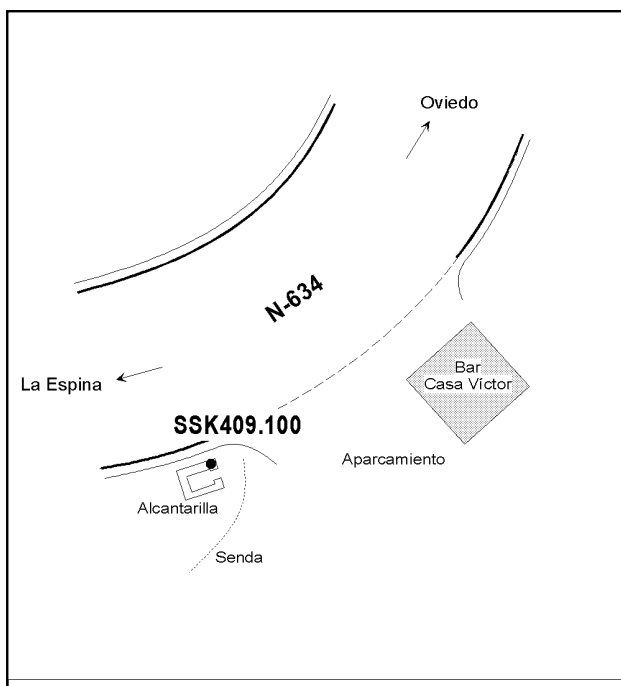 Oviedo
N-634
Bar
Casa Víctor
La Espina
SSK409.100
Aparcamiento
Alcantarilla
Senda